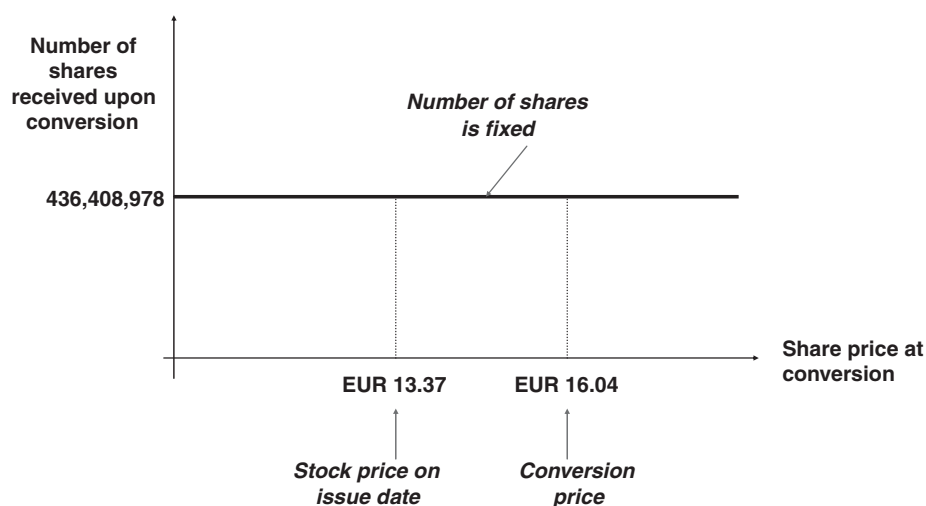 Number of
shares
received upon
conversion
Number of shares
is fixed
436,408,978
Share price at
conversion
EUR 13.37
EUR 16.04
Stock price on
issue date
Conversion
price